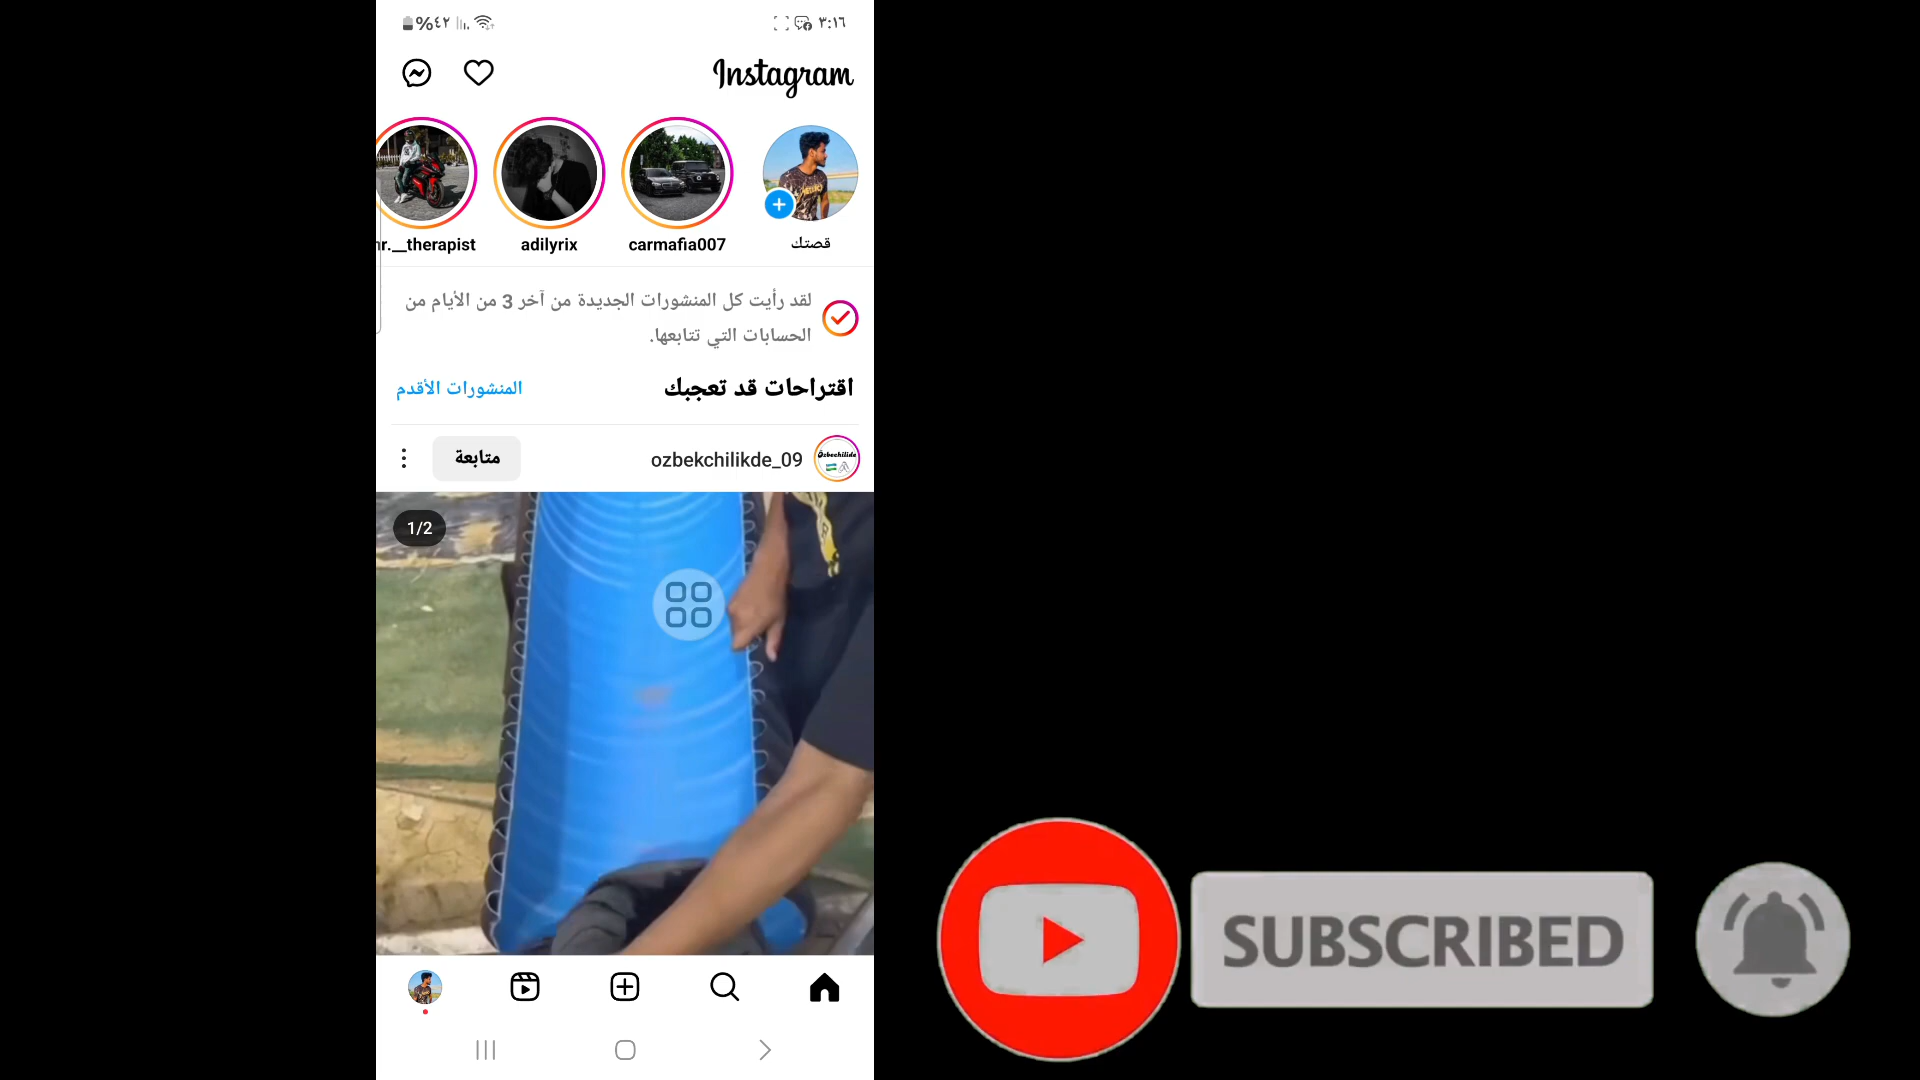 ٣:١٦
%٤٢
Instagram
قصتك
carmafia007
adilyrix
r.__therapist
لقد رأيت كل المنشورات الجديدة من آخر 3 من الأيام من
الحسابات التي تتابعها.
اقتراحات قد تعجبك
المنشورات الأقدم
ozbekchilikde_09
متابعة
1/2
SUBSCRIBED